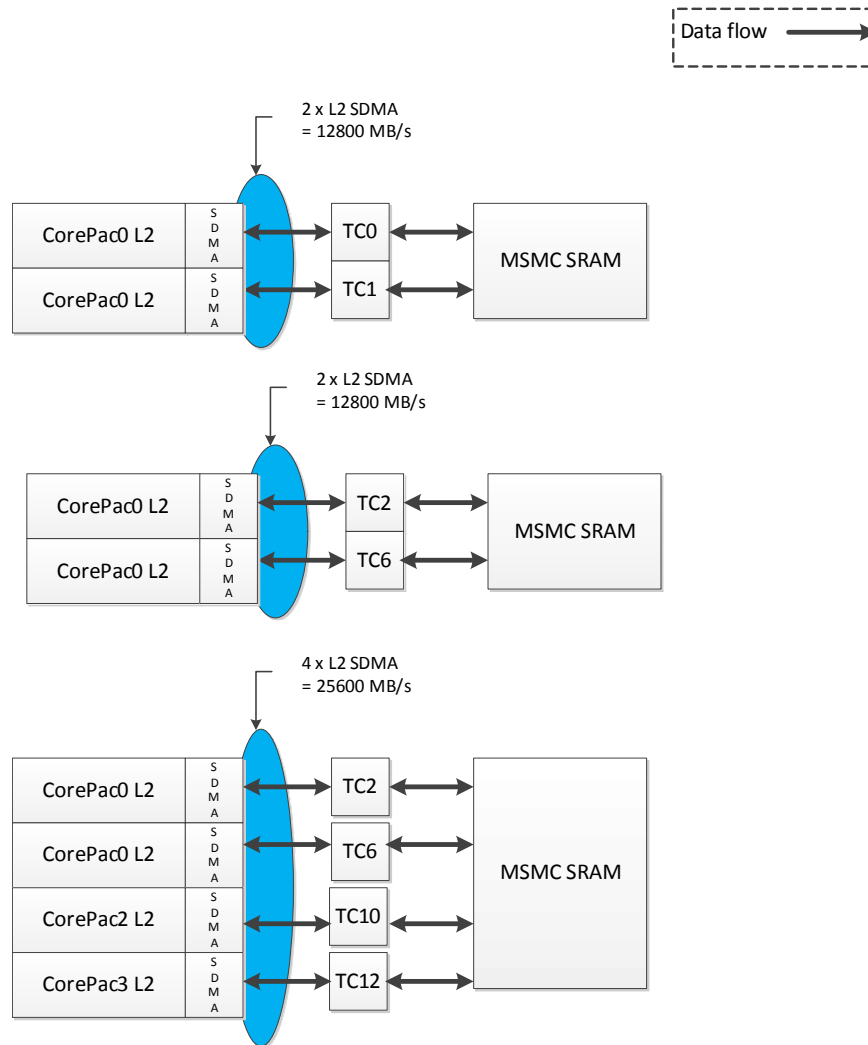 Data flow
2 x L2 SDMA
= 12800 MB/s
CorePac0 L2
S
D
M
A
TC0
MSMC SRAM
CorePac0 L2
S
D
M
A
TC1
2 x L2 SDMA
= 12800 MB/s
CorePac0 L2
S
D
M
A
TC2
MSMC SRAM
CorePac0 L2
S
D
M
A
TC6
4 x L2 SDMA
= 25600 MB/s
CorePac0 L2
S
D
M
A
TC2
CorePac0 L2
S
D
M
A
TC6
MSMC SRAM
CorePac2 L2
S
D
M
A
TC10
CorePac3 L2
S
D
M
A
TC12